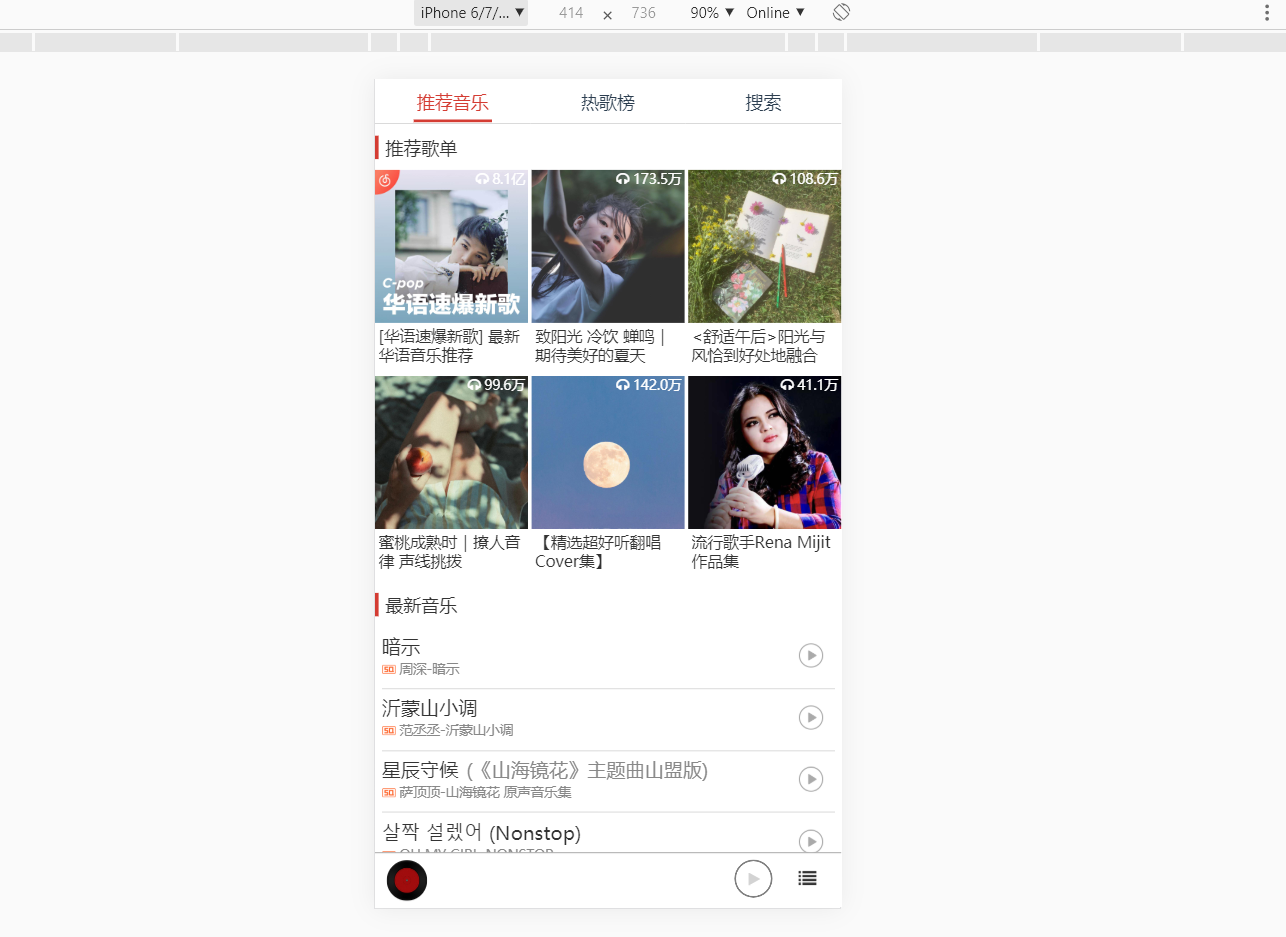 iPhone 6/7/... ▼ 414 × 736 90% ▼ Online ▼
推荐音乐 热歌榜 搜索
推荐歌单
8.1亿
C-pop
华语速爆新歌
[华语速爆新歌] 最新
华语音乐推荐
173.5万
致阳光 冷饮 蝉鸣 |
期待美好的夏天
108.6万
<舒适午后>阳光与
风恰到好处地融合
99.6万
蜜桃成熟时 | 撩人音
律 声线挑拨
142.0万
【精选超好听翻唱
Cover集】
41.1万
流行歌手Rena Mijit
作品集
最新音乐
暗示
SQ 周深-暗示
沂蒙山小调
SQ 范丞丞-沂蒙山小调
星辰守候 (《山海镜花》主题曲山盟版)
SQ 萨顶顶-山海镜花 原声音乐集
살짝 설렜어 (Nonstop)
OH MY GIRL-NONSTOP